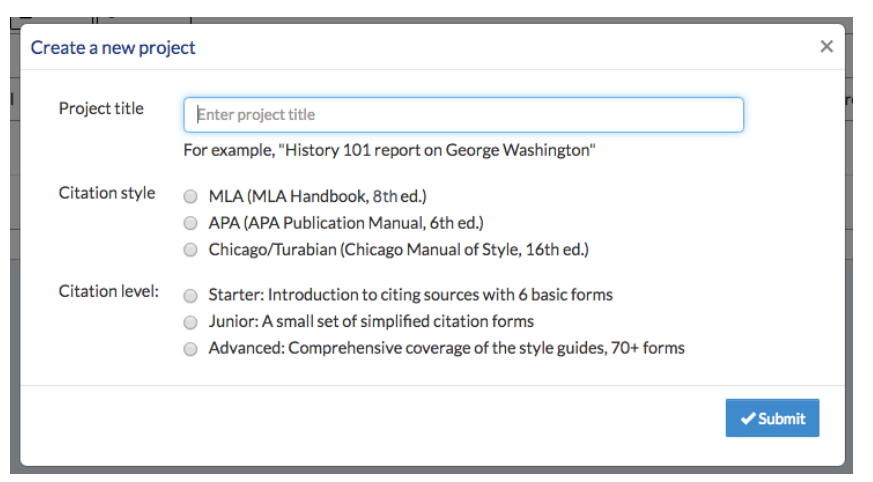 Create a new project
×
Project title
Enter project title
For example, "History 101 report on George Washington"
Citation style
MLA (MLA Handbook, 8th ed.)
APA (APA Publication Manual, 6th ed.)
Chicago/Turabian (Chicago Manual of Style, 16th ed.)
Citation level:
Starter: Introduction to citing sources with 6 basic forms
Junior: A small set of simplified citation forms
Advanced: Comprehensive coverage of the style guides, 70+ forms
Submit